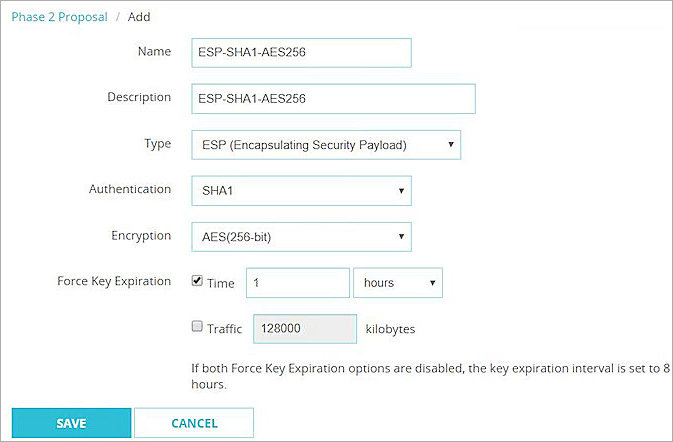 Phase 2 Proposal / Add
Name ESP-SHA1-AES256
Description ESP-SHA1-AES256
Type ESP (Encapsulating Security Payload)
Authentication SHA1
Encryption AES(256-bit)
Force Key Expiration Time 1 hours
Traffic 128000 kilobytes
If both Force Key Expiration options are disabled, the key expiration interval is set to 8
hours.
SAVE CANCEL